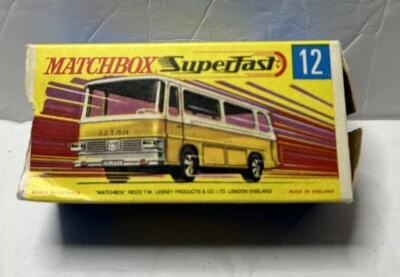 MATCHBOX SuperFast 12
SETRA
"MATCHBOX" REG'D T.M. LESNEY PRODUCTS & CO. LTD. LONDON ENGLAND MADE IN ENGLAND